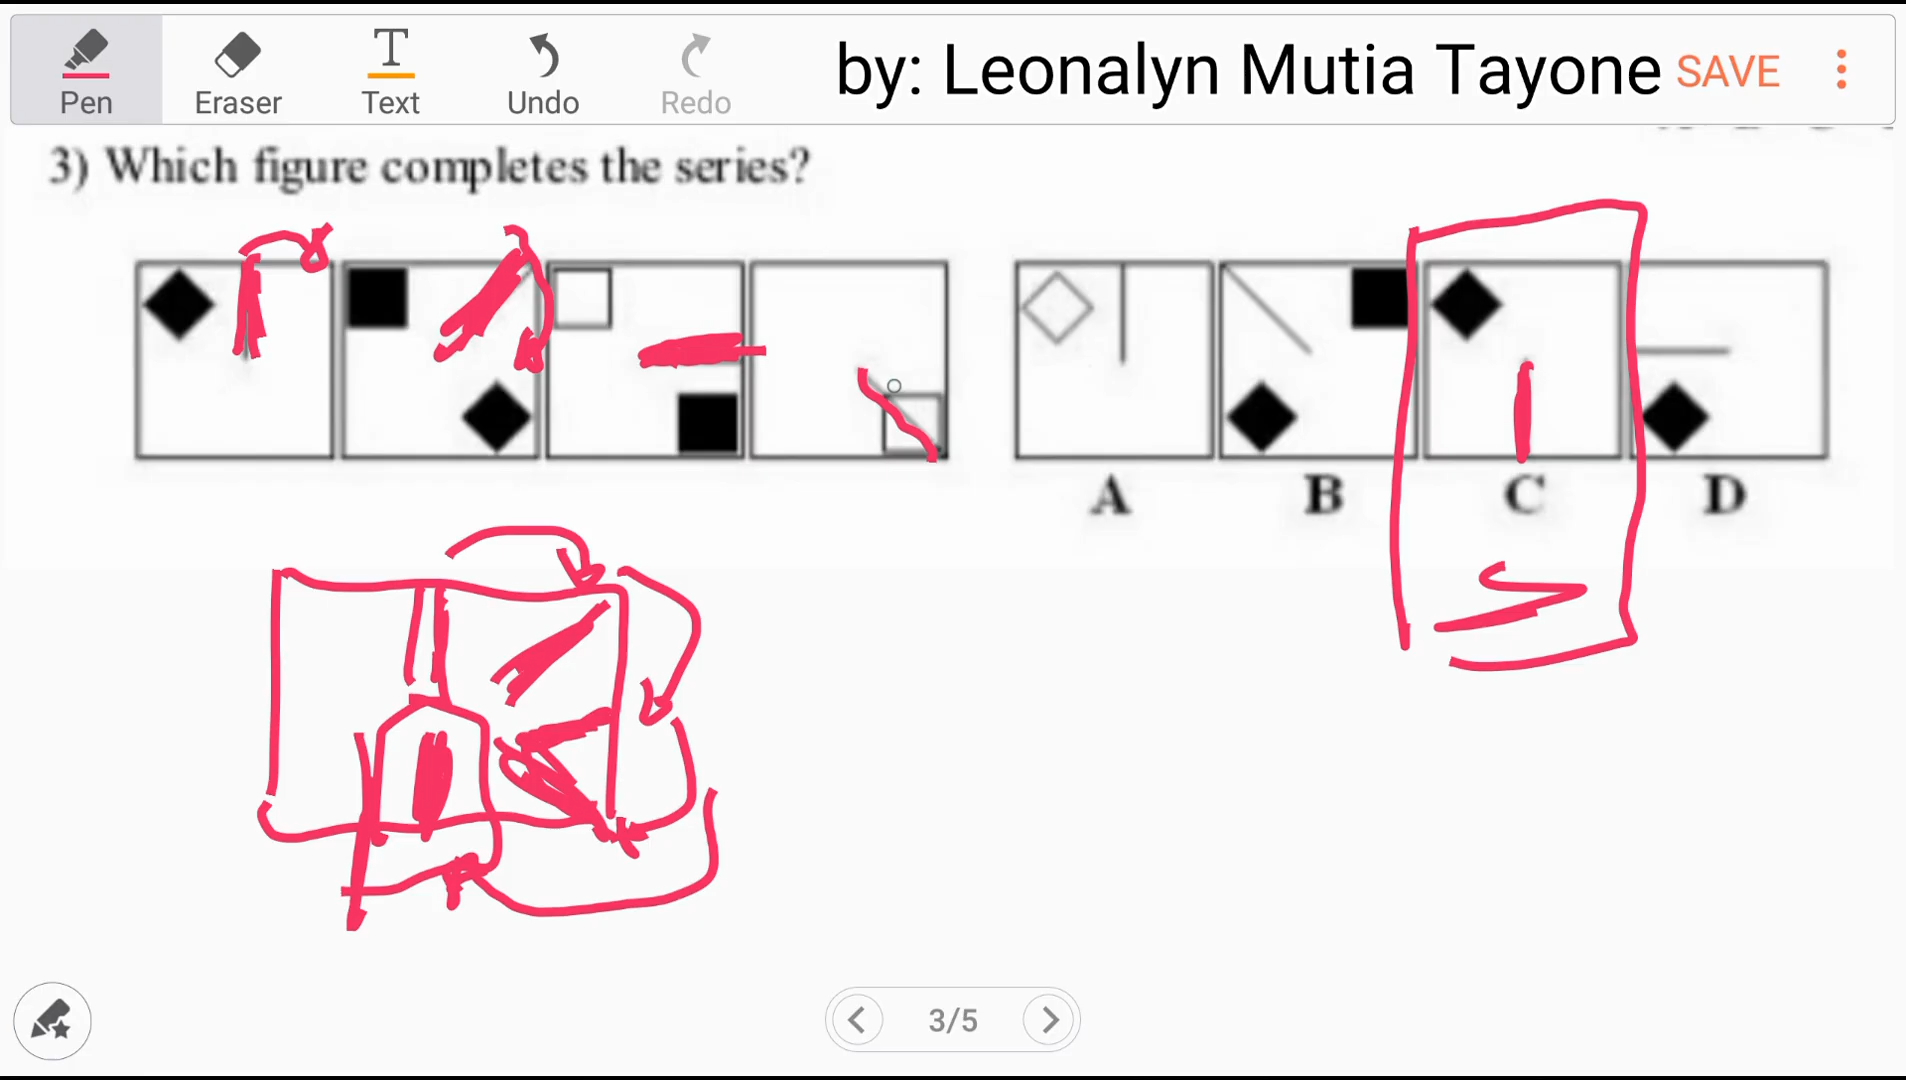 Pen
Eraser
Text
Undo
Redo
by: Leonalyn Mutia Tayone
SAVE
3) Which figure completes the series?
A
B
C
D
3/5